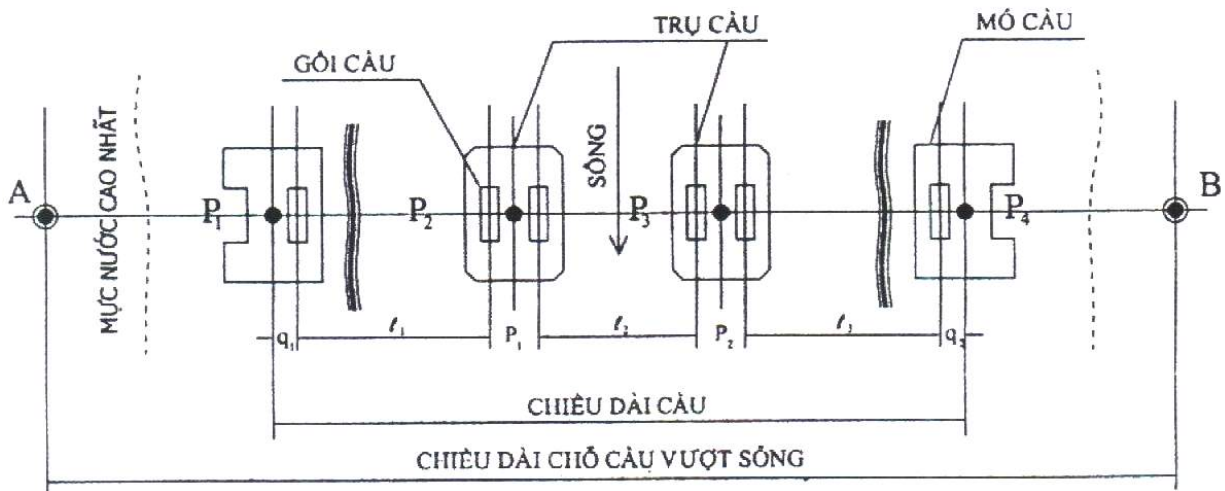 TRỤ CẦU
MỐ CẦU
GỐI CẦU
MỰC NƯỚC CAO NHẤT
SÔNG
A
P₁
P₂
P₃
P₄
B
q₁
ℓ₁
P₁
ℓ₂
P₂
ℓ₃
q₂
CHIỀU DÀI CẦU
CHIỀU DÀI CHỖ CẦU VƯỢT SÔNG